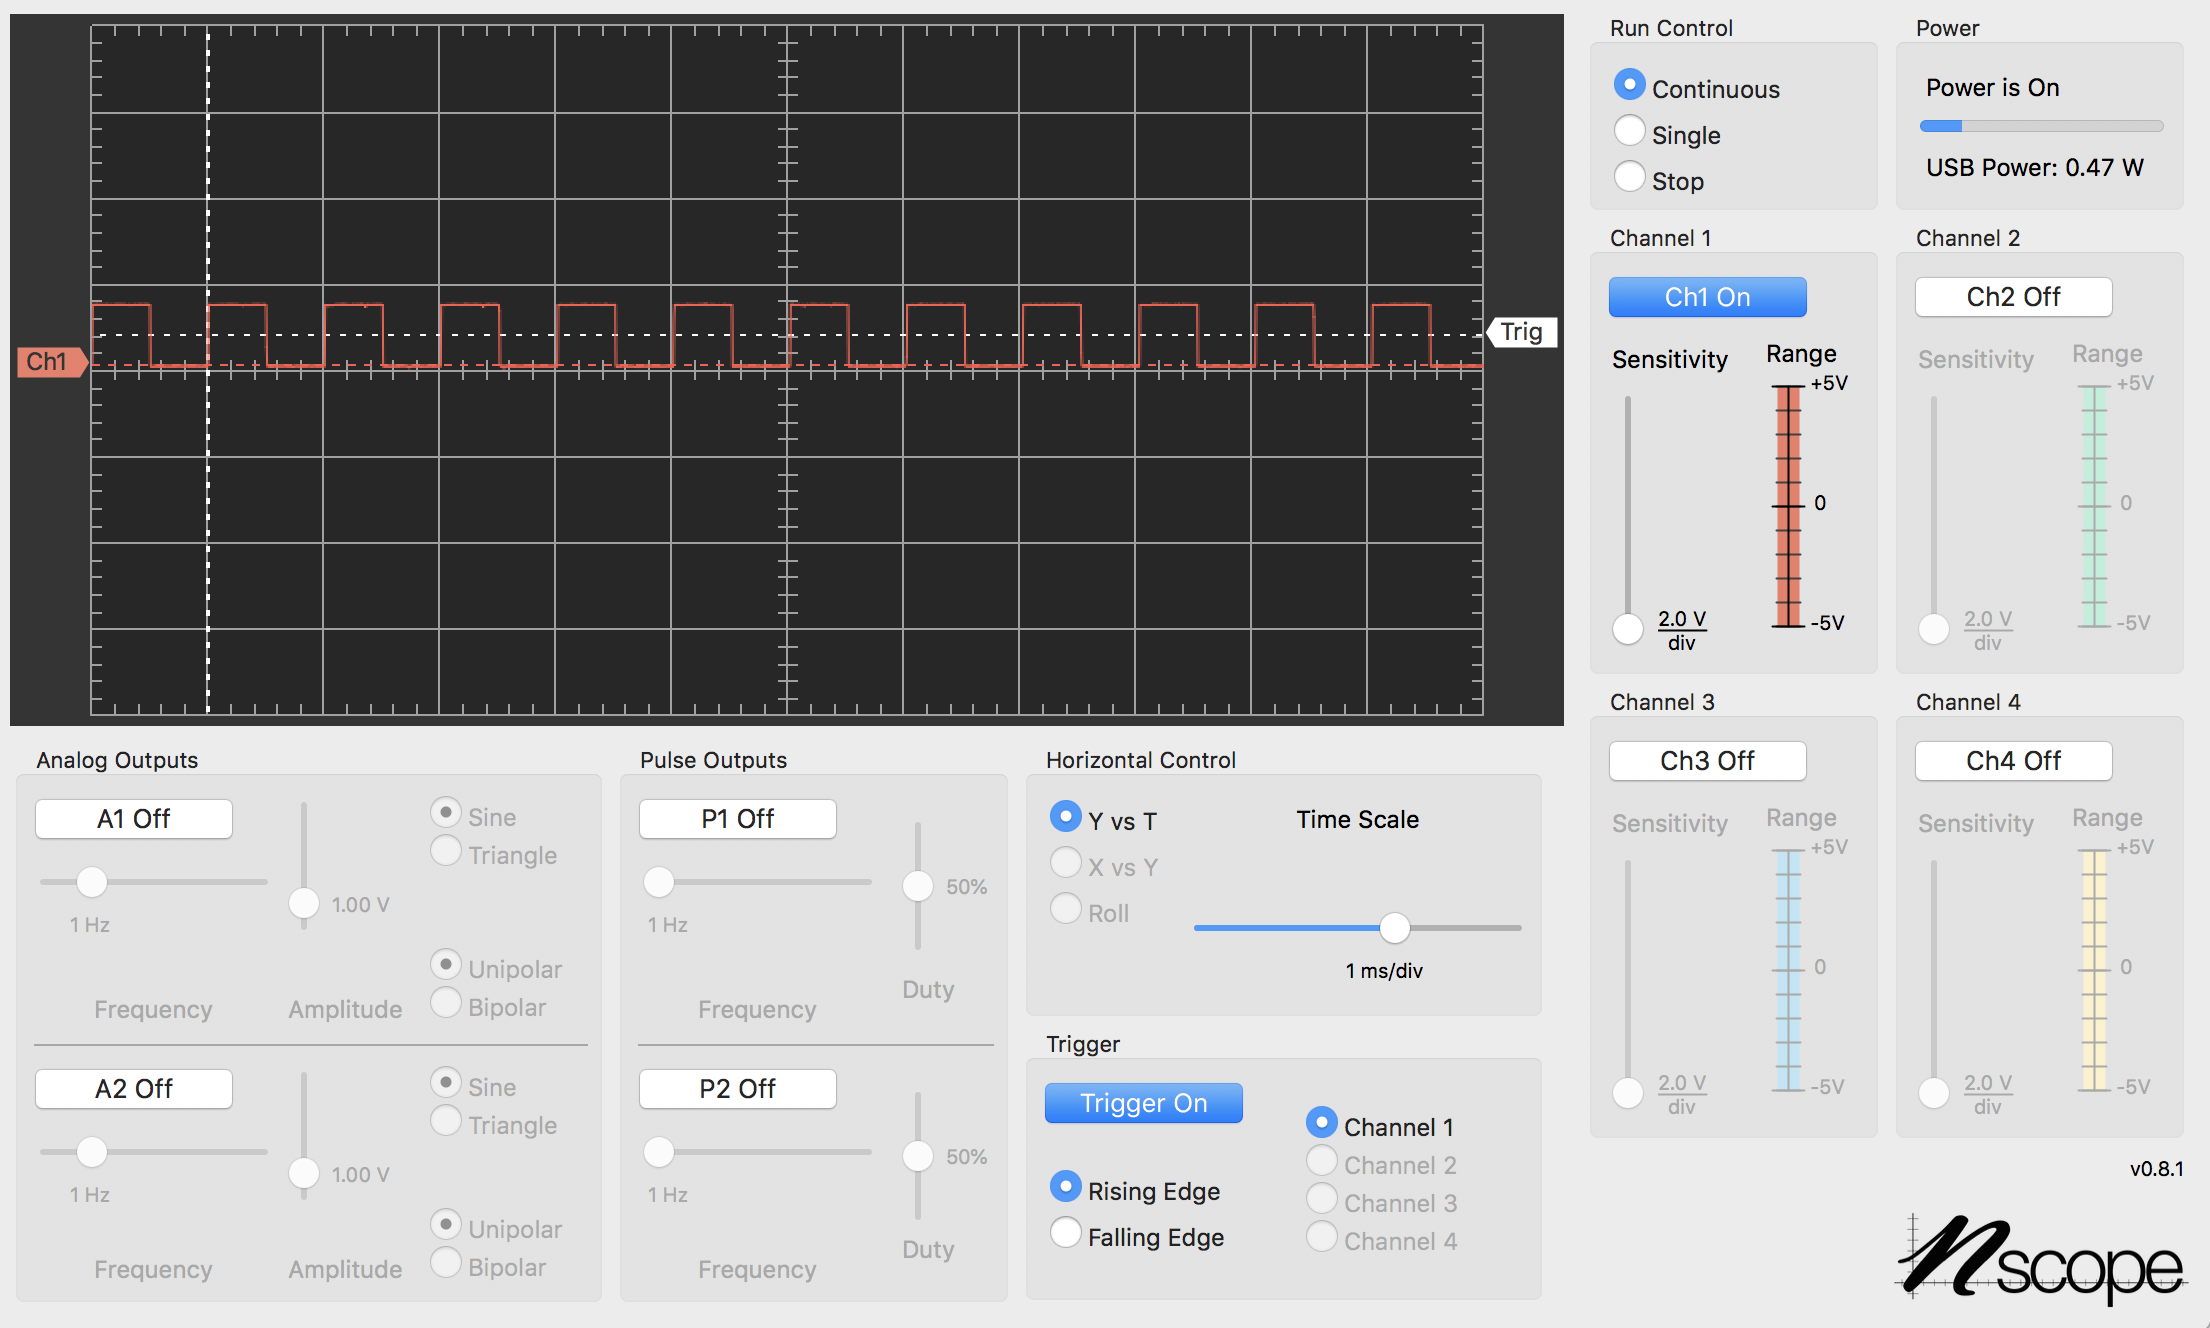 Ch1
Trig
Run Control
Continuous
Single
Stop
Power
Power is On
USB Power: 0.47 W
Channel 1
Ch1 On
Sensitivity
Range
+5V
0
-5V
2.0 V
div
Channel 2
Ch2 Off
Sensitivity
Range
+5V
0
-5V
2.0 V
div
Channel 3
Ch3 Off
Sensitivity
Range
+5V
0
-5V
2.0 V
div
Channel 4
Ch4 Off
Sensitivity
Range
+5V
0
-5V
2.0 V
div
Analog Outputs
A1 Off
1 Hz
Frequency
1.00 V
Amplitude
Sine
Triangle
Unipolar
Bipolar
A2 Off
1 Hz
Frequency
1.00 V
Amplitude
Sine
Triangle
Unipolar
Bipolar
Pulse Outputs
P1 Off
1 Hz
Frequency
50%
Duty
P2 Off
1 Hz
Frequency
50%
Duty
Horizontal Control
Y vs T
X vs Y
Roll
Time Scale
1 ms/div
Trigger
Trigger On
Rising Edge
Falling Edge
Channel 1
Channel 2
Channel 3
Channel 4
v0.8.1
nscope